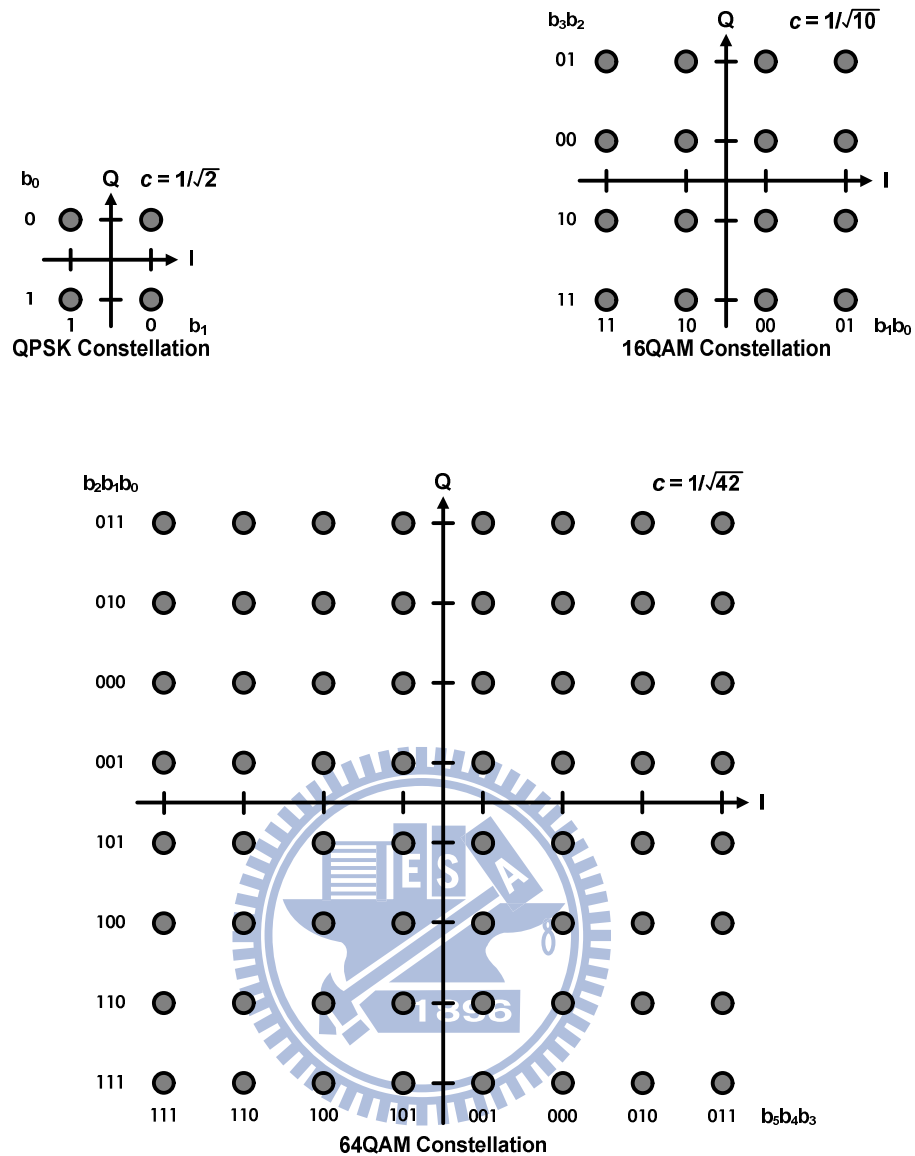 b₃b₂ Q c = 1/√10
01
00
b₀ Q c = 1/√2
I
0
10
I
1
11
1 0 b₁
11 10 00 01 b₁b₀
QPSK Constellation
16QAM Constellation
b₂b₁b₀ Q c = 1/√42
011
010
000
001
I
101
ESA
100
110
1896
111
111 110 100 101 001 000 010 011 b₅b₄b₃
64QAM Constellation